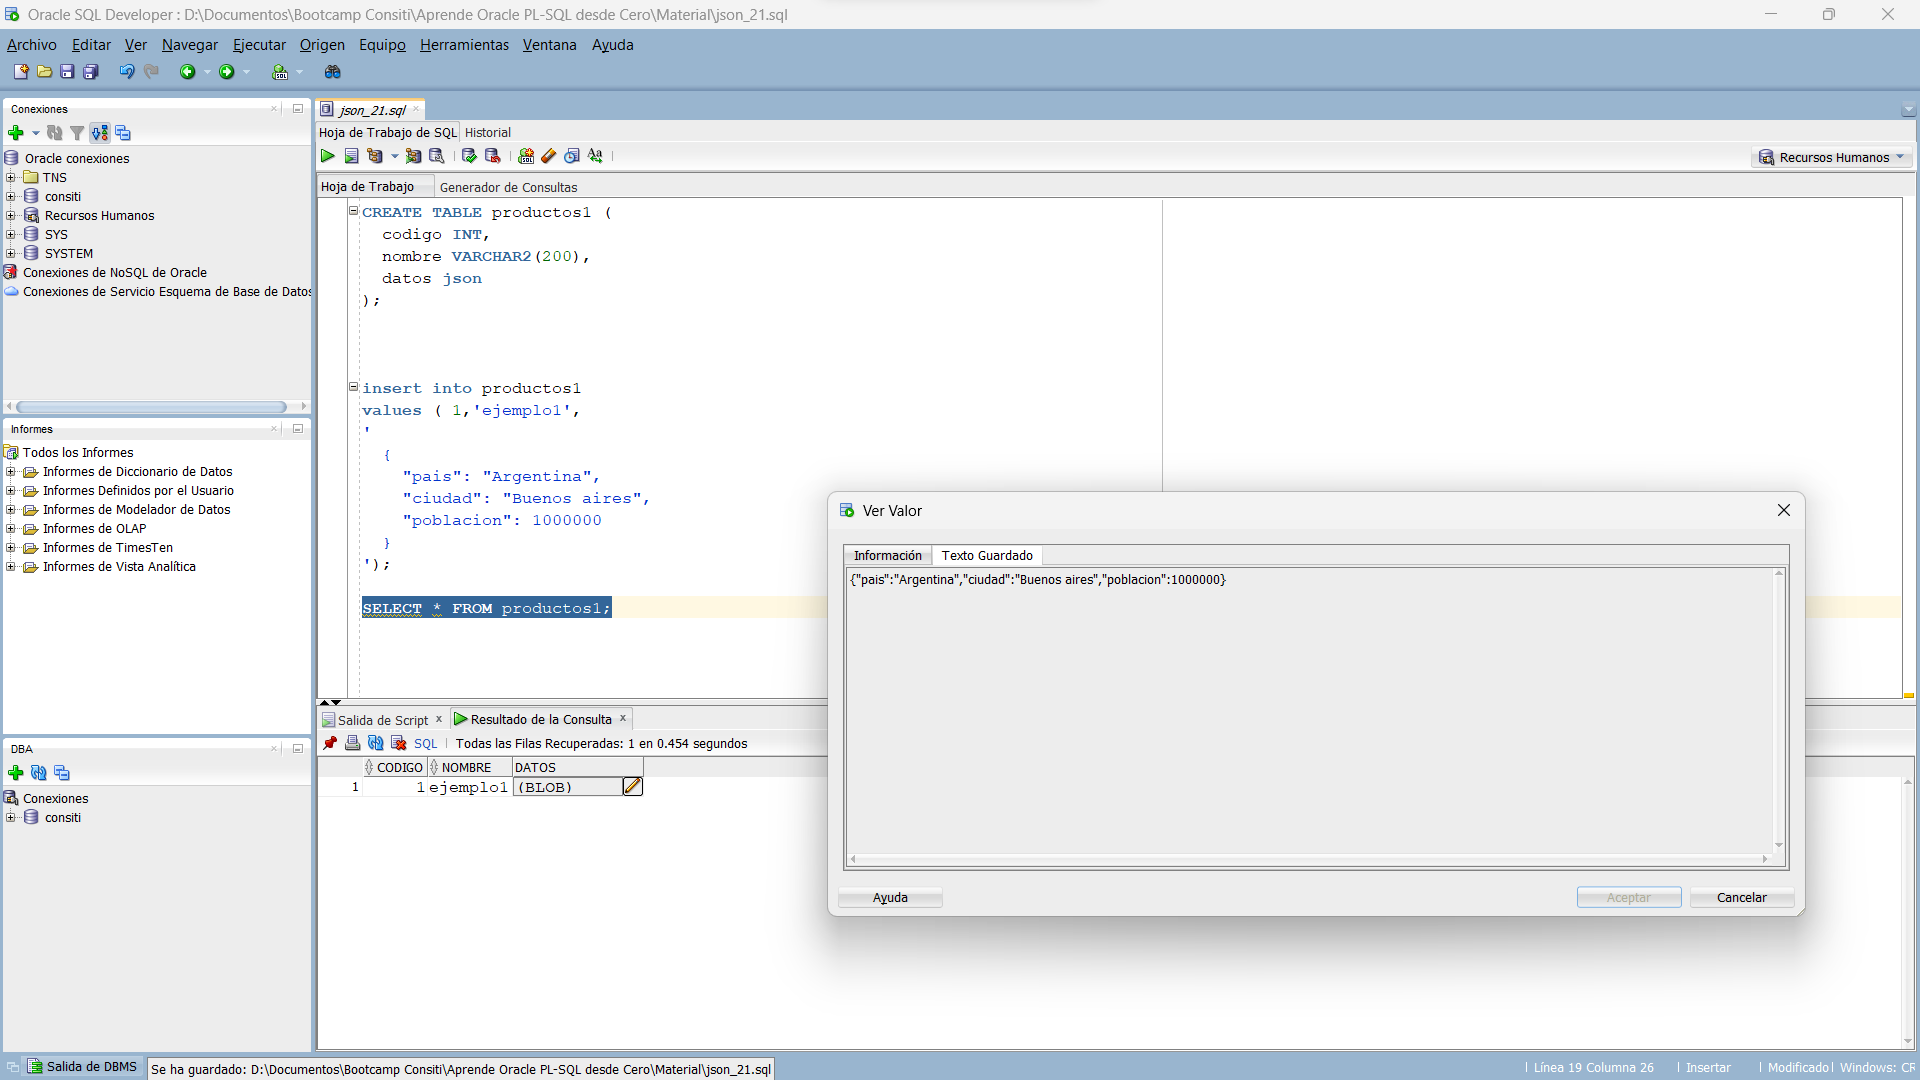 Oracle SQL Developer : D:\Documentos\Bootcamp Consiti\Aprende Oracle PL-SQL desde Cero\Material\json_21.sql
Archivo Editar Ver Navegar Ejecutar Origen Equipo Herramientas Ventana Ayuda
Conexiones
Oracle conexiones
TNS
consiti
Recursos Humanos
SYS
SYSTEM
Conexiones de NoSQL de Oracle
Conexiones de Servicio Esquema de Base de Datos
Informes
Todos los Informes
Informes de Diccionario de Datos
Informes Definidos por el Usuario
Informes de Modelador de Datos
Informes de OLAP
Informes de TimesTen
Informes de Vista Analítica
DBA
Conexiones
consiti
json_21.sql
Hoja de Trabajo de SQL Historial
Recursos Humanos
Hoja de Trabajo Generador de Consultas
CREATE TABLE productos1 (
codigo INT,
nombre VARCHAR2(200),
datos json
);
insert into productos1
values ( 1,'ejemplo1',
'
{
"pais": "Argentina",
"ciudad": "Buenos aires",
"poblacion": 1000000
}
');
SELECT * FROM productos1;
Salida de Script Resultado de la Consulta
SQL Todas las Filas Recuperadas: 1 en 0.454 segundos
CODIGO NOMBRE DATOS
1 1 ejemplo1 (BLOB)
Ver Valor
Información Texto Guardado
{"pais":"Argentina","ciudad":"Buenos aires","poblacion":1000000}
Ayuda Aceptar Cancelar
Salida de DBMS Se ha guardado: D:\Documentos\Bootcamp Consiti\Aprende Oracle PL-SQL desde Cero\Material\json_21.sql
Línea 19 Columna 26 Insertar Modificado Windows: CR